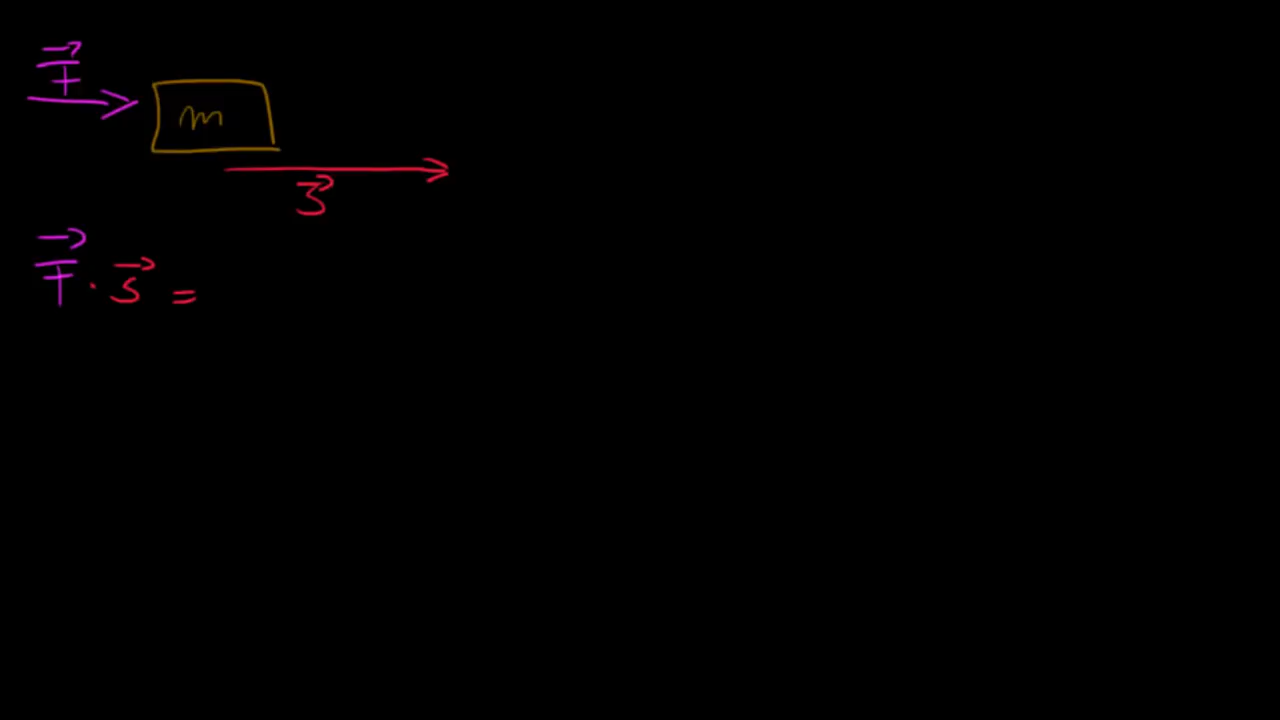 F⃗
m
s⃗
F⃗ · s⃗ =